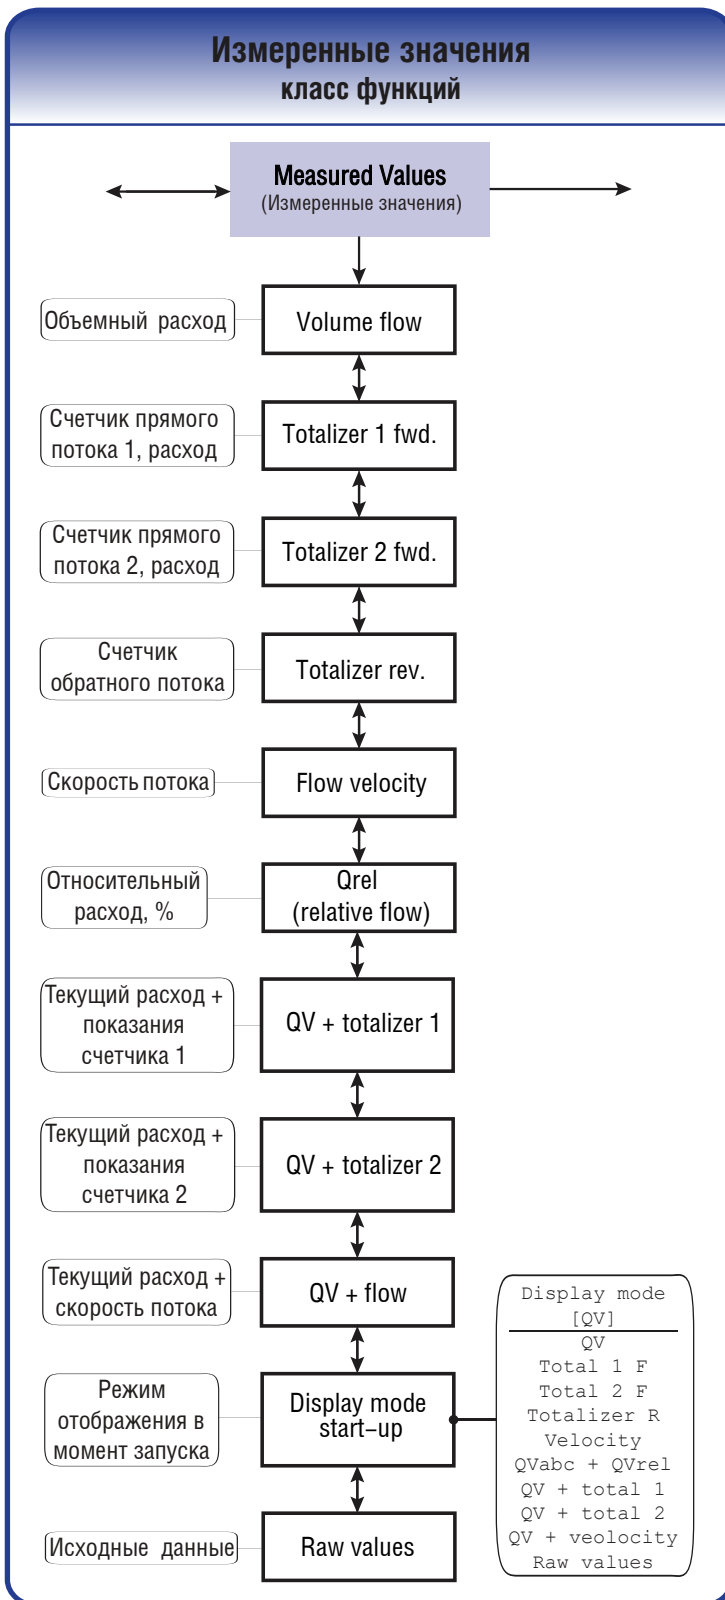 Измеренные значения
класс функций
Measured Values
(Измеренные значения)
Объемный расход
Volume flow
Счетчик прямого
потока 1, расход
Totalizer 1 fwd.
Счетчик прямого
потока 2, расход
Totalizer 2 fwd.
Счетчик
обратного потока
Totalizer rev.
Скорость потока
Flow velocity
Относительный
расход, %
Qrel
(relative flow)
Текущий расход +
показания
счетчика 1
QV + totalizer 1
Текущий расход +
показания
счетчика 2
QV + totalizer 2
Текущий расход +
скорость потока
QV + flow
Режим
отображения в
момент запуска
Display mode
start-up
Display mode
[QV]
QV
Total 1 F
Total 2 F
Totalizer R
Velocity
QVabc + QVrel
QV + total 1
QV + total 2
QV + veolocity
Raw values
Исходные данные
Raw values